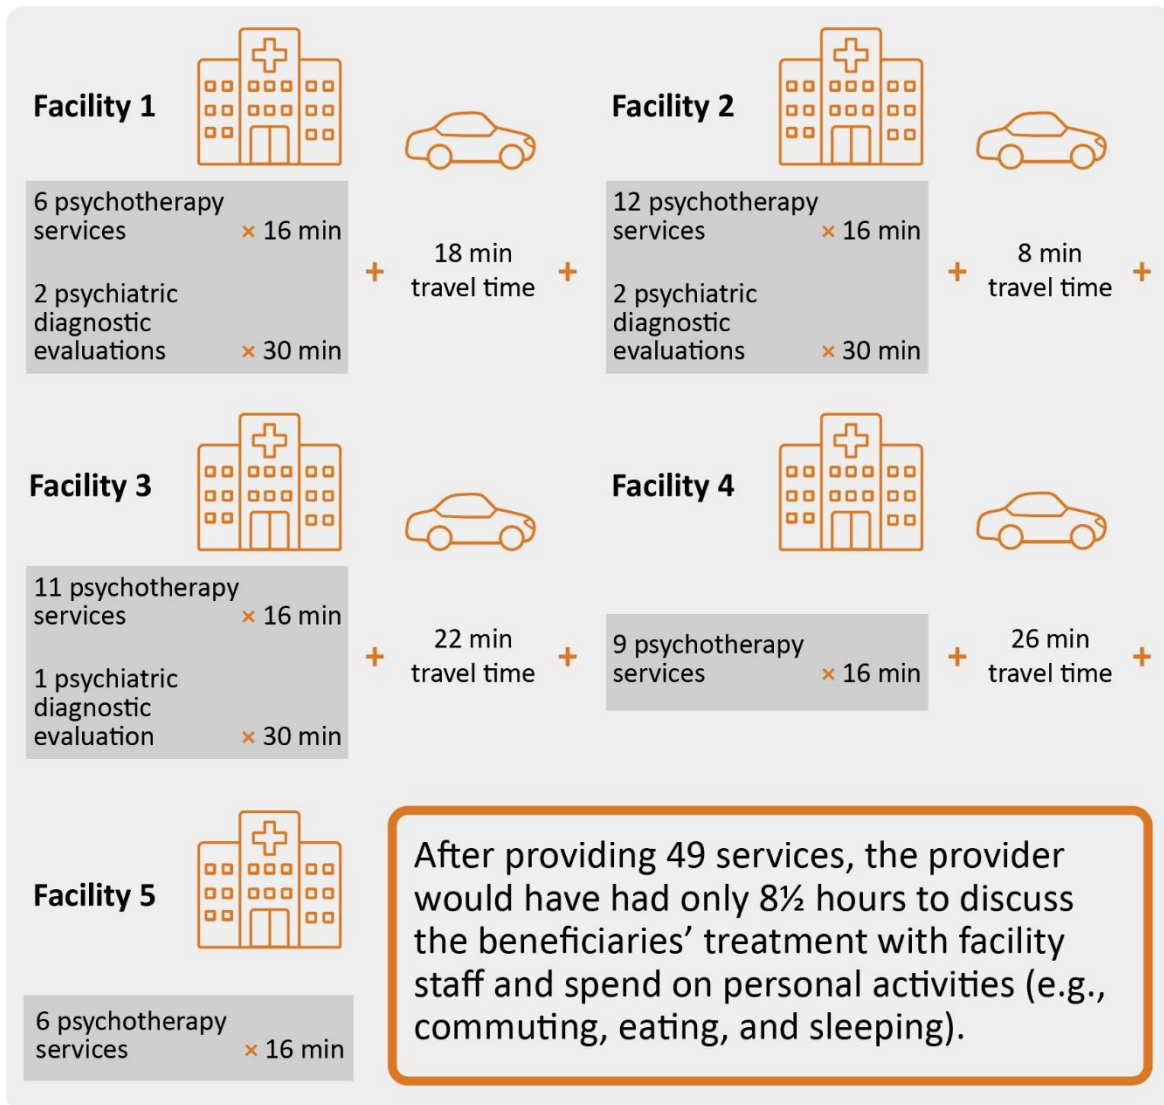 Facility 1
6 psychotherapy
services × 16 min
2 psychiatric
diagnostic
evaluations × 30 min
+
18 min
travel time
+
Facility 2
12 psychotherapy
services × 16 min
2 psychiatric
diagnostic
evaluations × 30 min
+
8 min
travel time
+
Facility 3
11 psychotherapy
services × 16 min
1 psychiatric
diagnostic
evaluation × 30 min
+
22 min
travel time
+
Facility 4
9 psychotherapy
services × 16 min
+
26 min
travel time
+
Facility 5
6 psychotherapy
services × 16 min
After providing 49 services, the provider
would have had only 8½ hours to discuss
the beneficiaries’ treatment with facility
staff and spend on personal activities (e.g.,
commuting, eating, and sleeping).